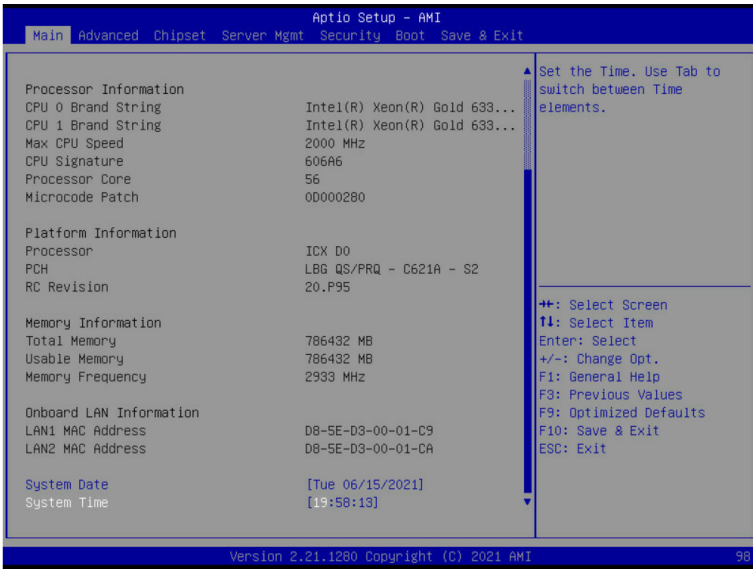 Aptio Setup - AMI
Main Advanced Chipset Server Mgmt Security Boot Save & Exit
Processor Information
CPU 0 Brand String Intel(R) Xeon(R) Gold 633...
CPU 1 Brand String Intel(R) Xeon(R) Gold 633...
Max CPU Speed 2000 MHz
CPU Signature 606A6
Processor Core 56
Microcode Patch 0D000280
Platform Information
Processor ICX D0
PCH LBG QS/PRQ - C621A - S2
RC Revision 20.P95
Memory Information
Total Memory 786432 MB
Usable Memory 786432 MB
Memory Frequency 2933 MHz
Onboard LAN Information
LAN1 MAC Address D8-5E-D3-00-01-C9
LAN2 MAC Address D8-5E-D3-00-01-CA
System Date [Tue 06/15/2021]
System Time [19:58:13]
Set the Time. Use Tab to
switch between Time
elements.
→←: Select Screen
↑↓: Select Item
Enter: Select
+/-: Change Opt.
F1: General Help
F3: Previous Values
F9: Optimized Defaults
F10: Save & Exit
ESC: Exit
Version 2.21.1280 Copyright (C) 2021 AMI
98